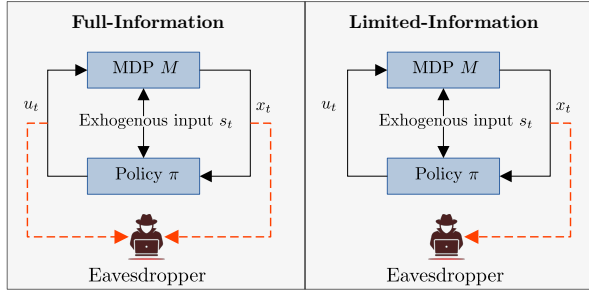 Full-Information
MDP M
u_t
x_t
Exhogenous input s_t
Policy π
Eavesdropper
Limited-Information
MDP M
u_t
x_t
Exhogenous input s_t
Policy π
Eavesdropper